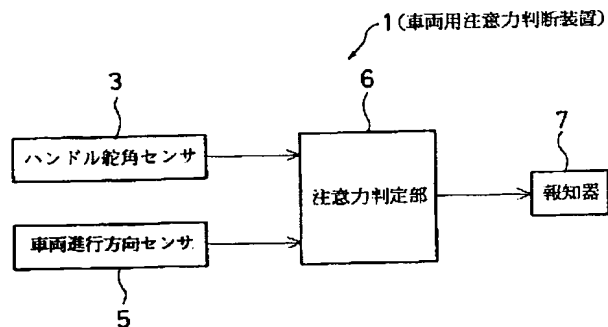 1(車両用注意力判断装置)
3
6
7
ハンドル舵角センサ
注意力判定部
報知器
車両進行方向センサ
5